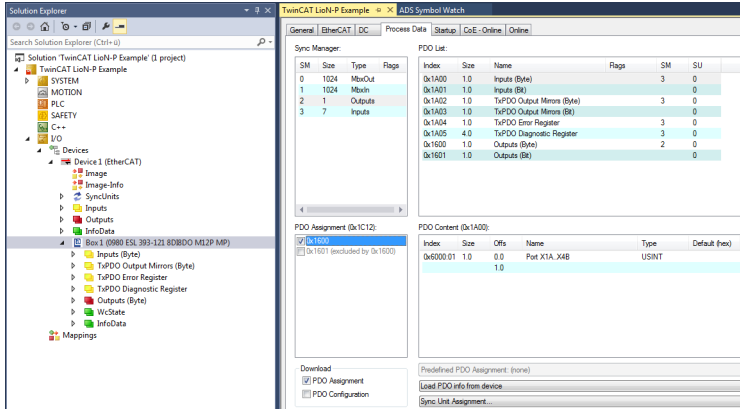 Solution Explorer
Search Solution Explorer (Ctrl+ü)
Solution 'TwinCAT LioN-P Example' (1 project)
TwinCAT LioN-P Example
SYSTEM
MOTION
PLC
SAFETY
C++
I/O
Devices
Device 1 (EtherCAT)
Image
Image-Info
SyncUnits
Inputs
Outputs
InfoData
Box 1 (0980 ESL 393-121 8DI8DO M12P MP)
Inputs (Byte)
TxPDO Output Mirrors (Byte)
TxPDO Error Register
TxPDO Diagnostic Register
Outputs (Byte)
WcState
InfoData
Mappings
TwinCAT LioN-P Example ADS Symbol Watch
General EtherCAT DC Process Data Startup CoE - Online Online
Sync Manager:
SM Size Type Flags
0 1024 MbxOut
1 1024 MbxIn
2 1 Outputs
3 7 Inputs
PDO List:
Index Size Name Flags SM SU
0x1A00 1.0 Inputs (Byte) 3 0
0x1A01 1.0 Inputs (Bit) 0
0x1A02 1.0 TxPDO Output Mirrors (Byte) 3 0
0x1A03 1.0 TxPDO Output Mirrors (Bit) 0
0x1A04 1.0 TxPDO Error Register 3 0
0x1A05 4.0 TxPDO Diagnostic Register 3 0
0x1600 1.0 Outputs (Byte) 2 0
0x1601 1.0 Outputs (Bit) 0
PDO Assignment (0x1C12):
0x1600
0x1601 (excluded by 0x1600)
PDO Content (0x1A00):
Index Size Offs Name Type Default (hex)
0x6000:01 1.0 0.0 Port X1A..X4B USINT
1.0
Download
PDO Assignment
PDO Configuration
Predefined PDO Assignment: (none)
Load PDO info from device
Sync Unit Assignment...